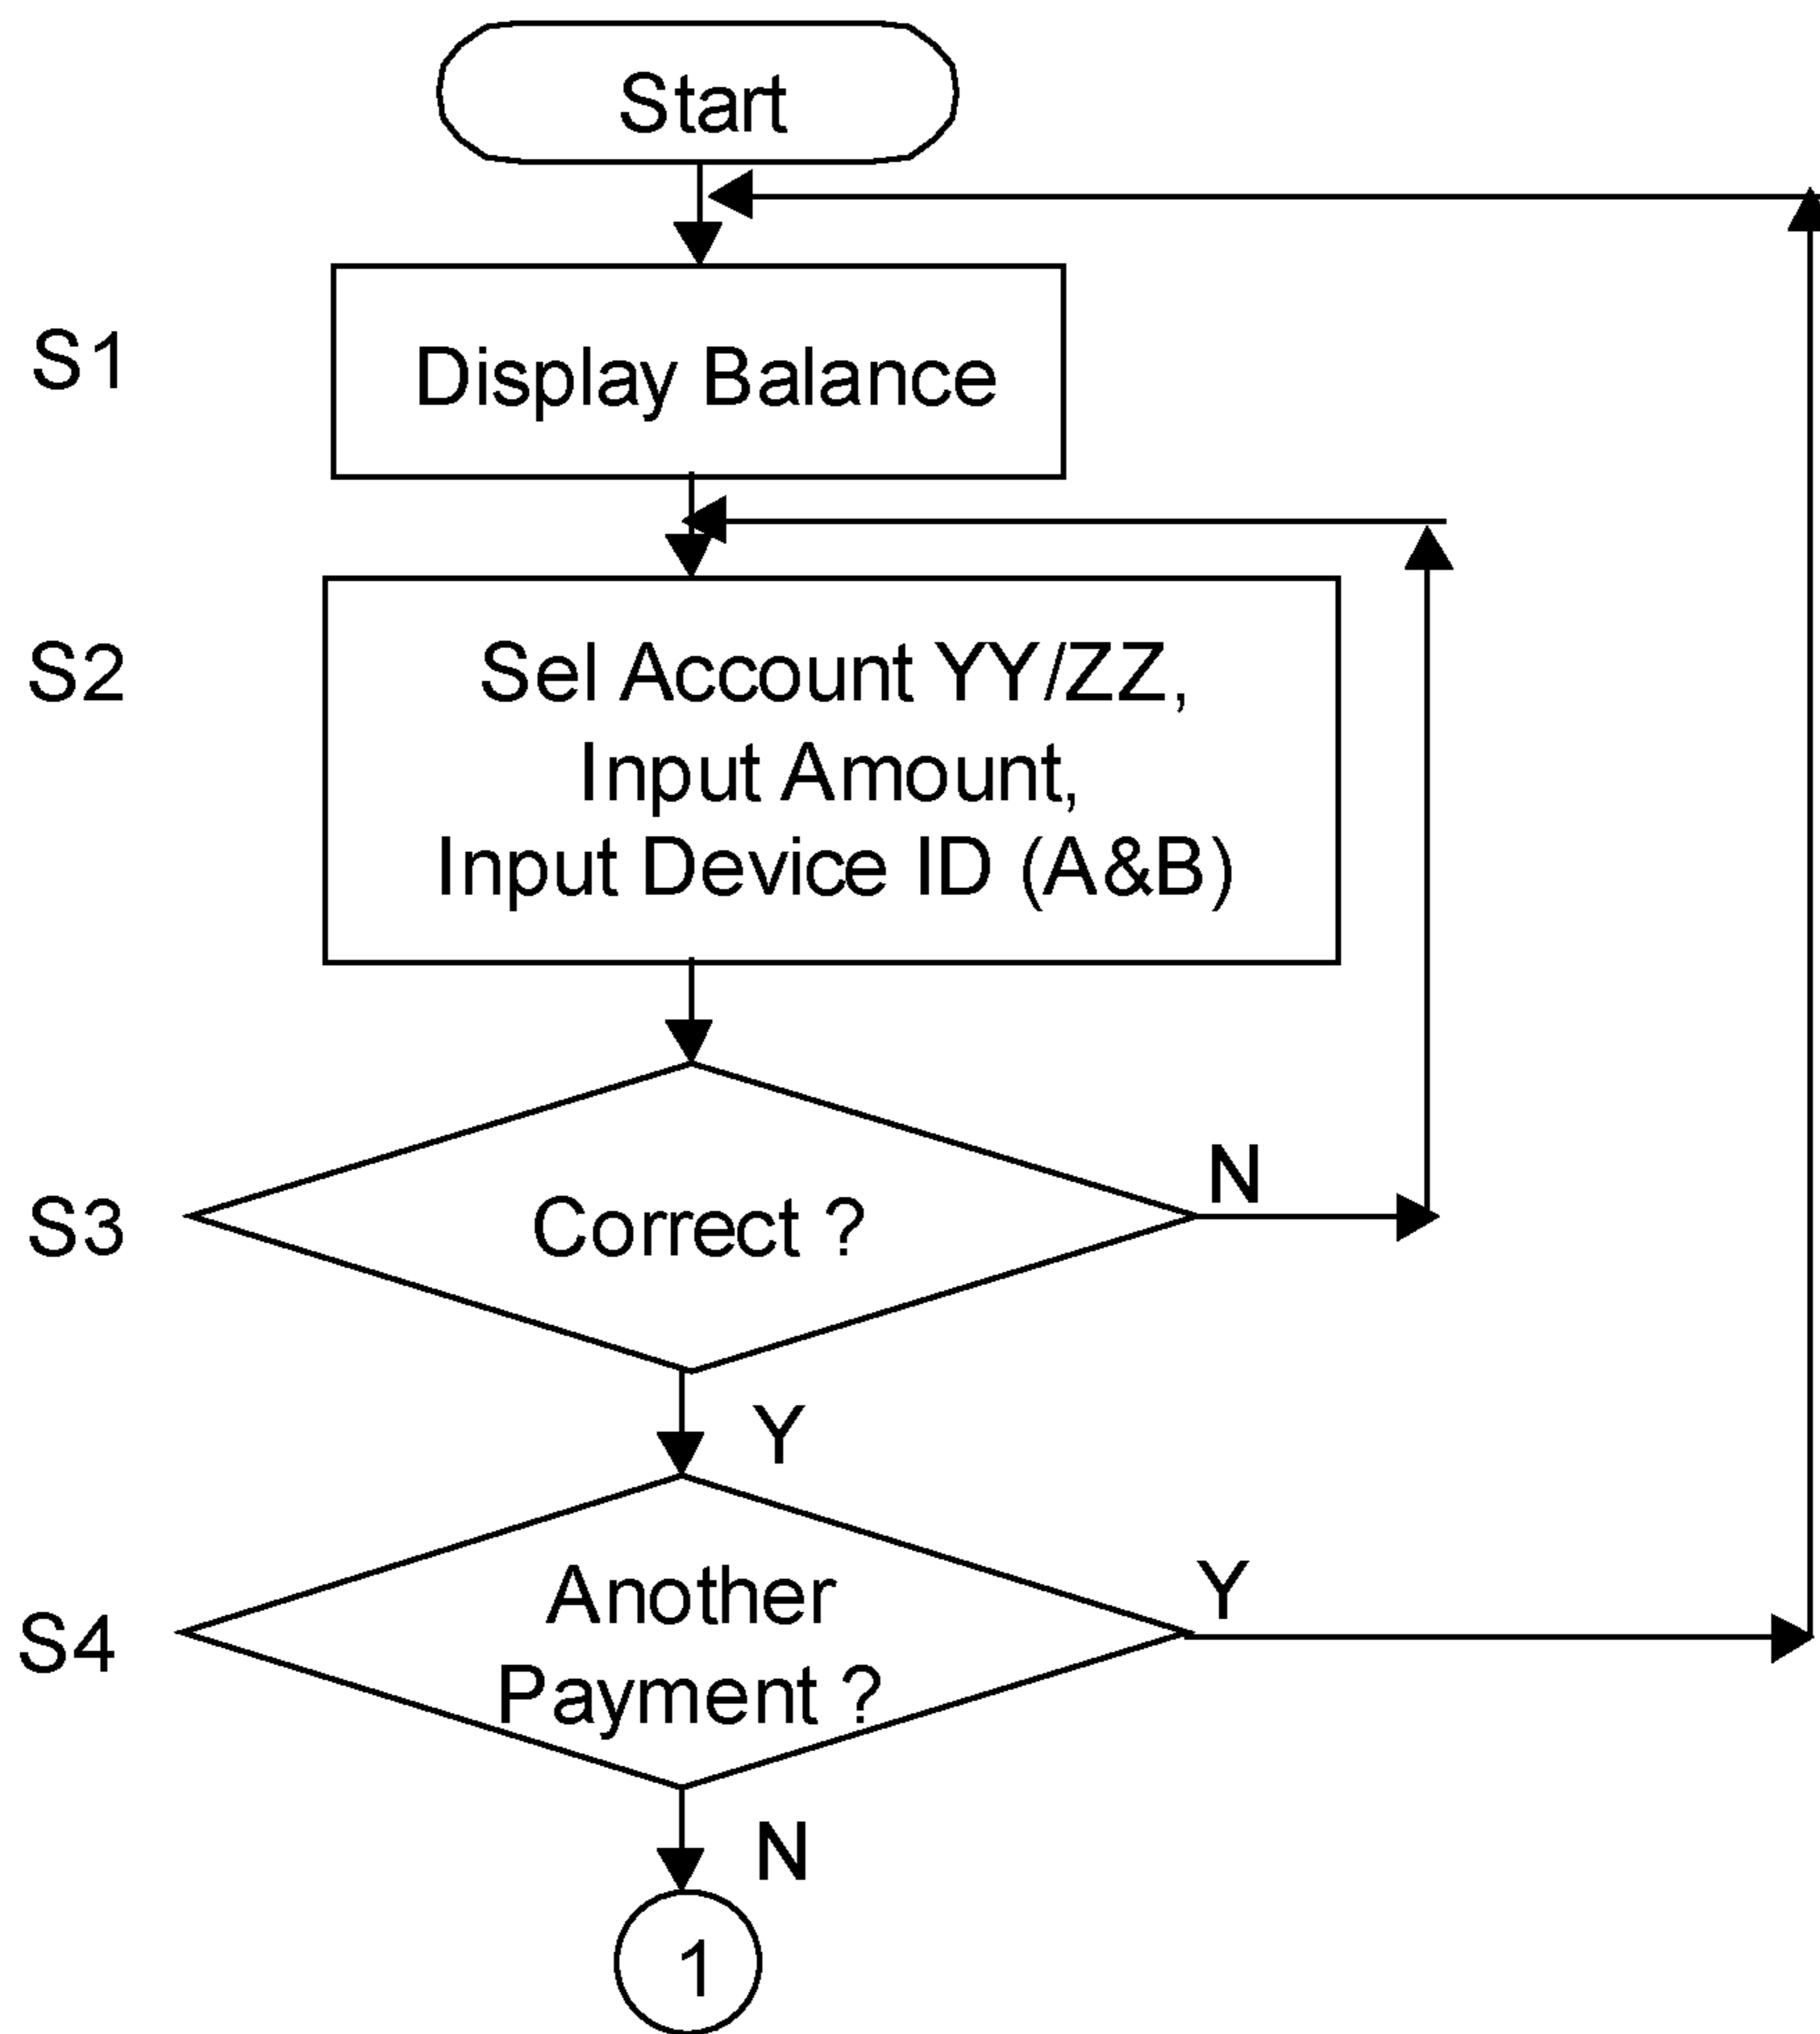 Start
S1
Display Balance
S2
Sel Account YY/ZZ,
Input Amount,
Input Device ID (A&B)
S3
Correct ?
N
Y
S4
Another
Payment ?
Y
N
1